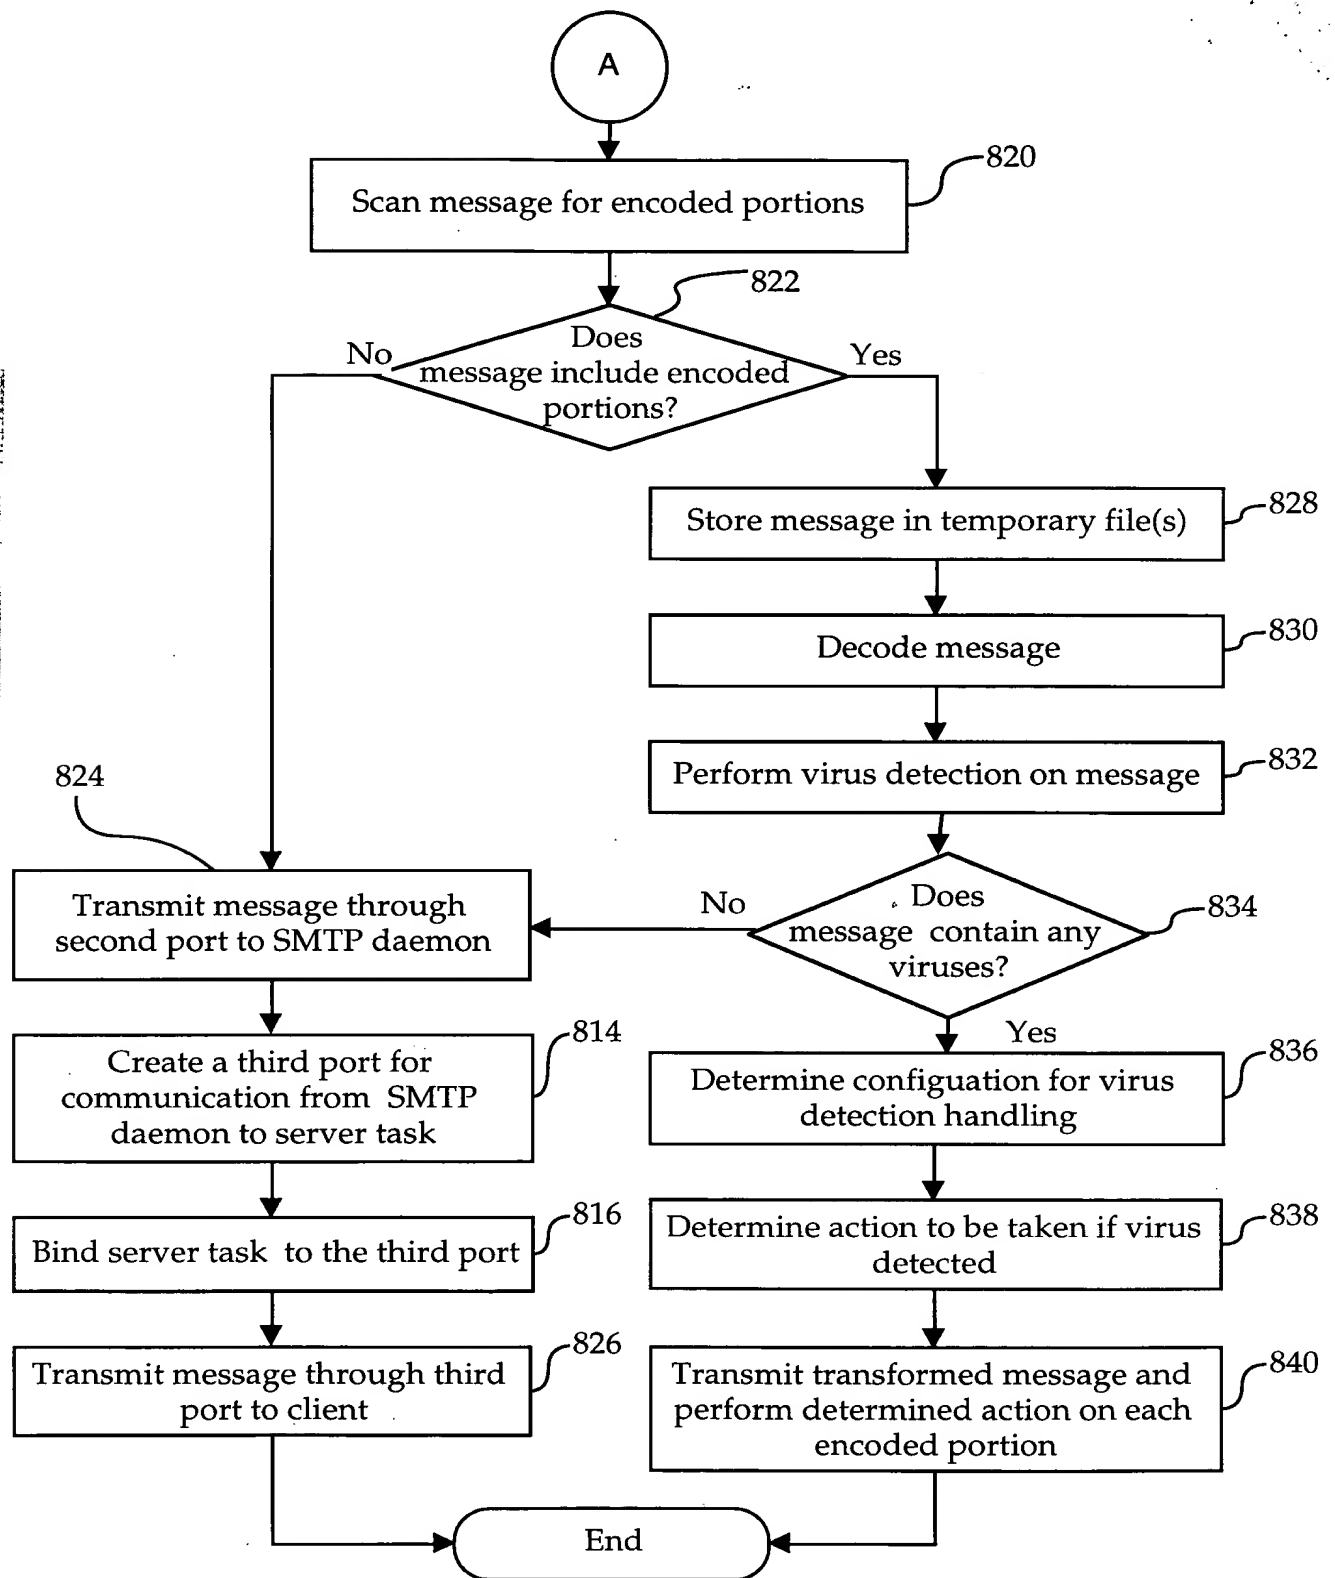 A
820
Scan message for encoded portions
822
Does
message include encoded
portions?
No
Yes
828
Store message in temporary file(s)
830
Decode message
832
Perform virus detection on message
824
Transmit message through
second port to SMTP daemon
No
Does
message contain any
viruses?
834
Yes
814
Create a third port for
communication from SMTP
daemon to server task
836
Determine configuation for virus
detection handling
816
Bind server task to the third port
838
Determine action to be taken if virus
detected
826
Transmit message through third
port to client
840
Transmit transformed message and
perform determined action on each
encoded portion
End